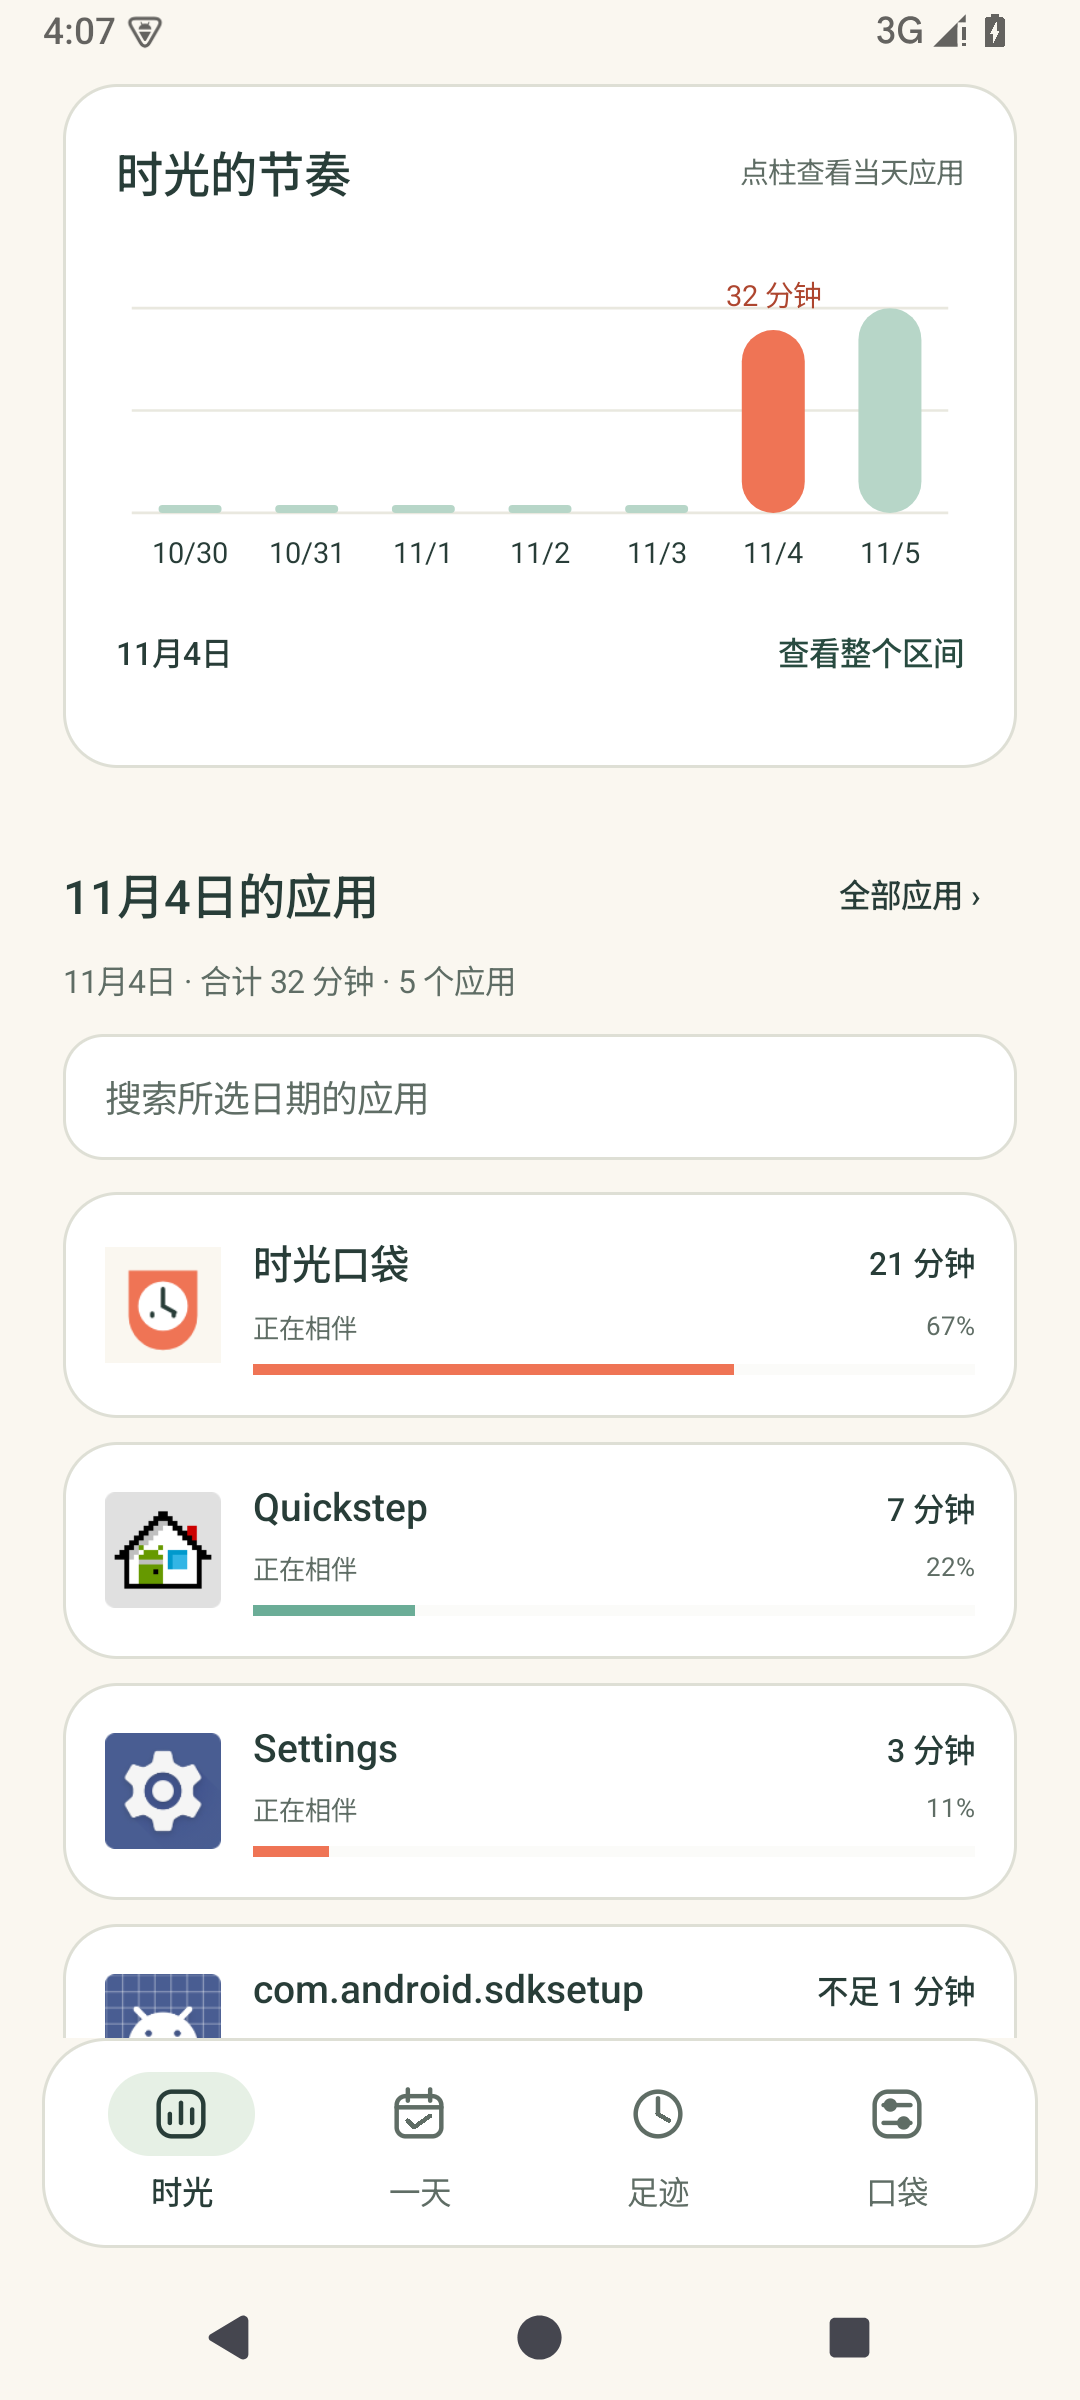 4:07
3G
时光的节奏
点柱查看当天应用
32 分钟
10/30 10/31 11/1 11/2 11/3 11/4 11/5
11月4日
查看整个区间
11月4日的应用
全部应用 ›
11月4日 · 合计 32 分钟 · 5 个应用
搜索所选日期的应用
时光口袋
21 分钟
正在相伴
67%
Quickstep
7 分钟
正在相伴
22%
Settings
3 分钟
正在相伴
11%
com.android.sdksetup
不足 1 分钟
时光
一天
足迹
口袋